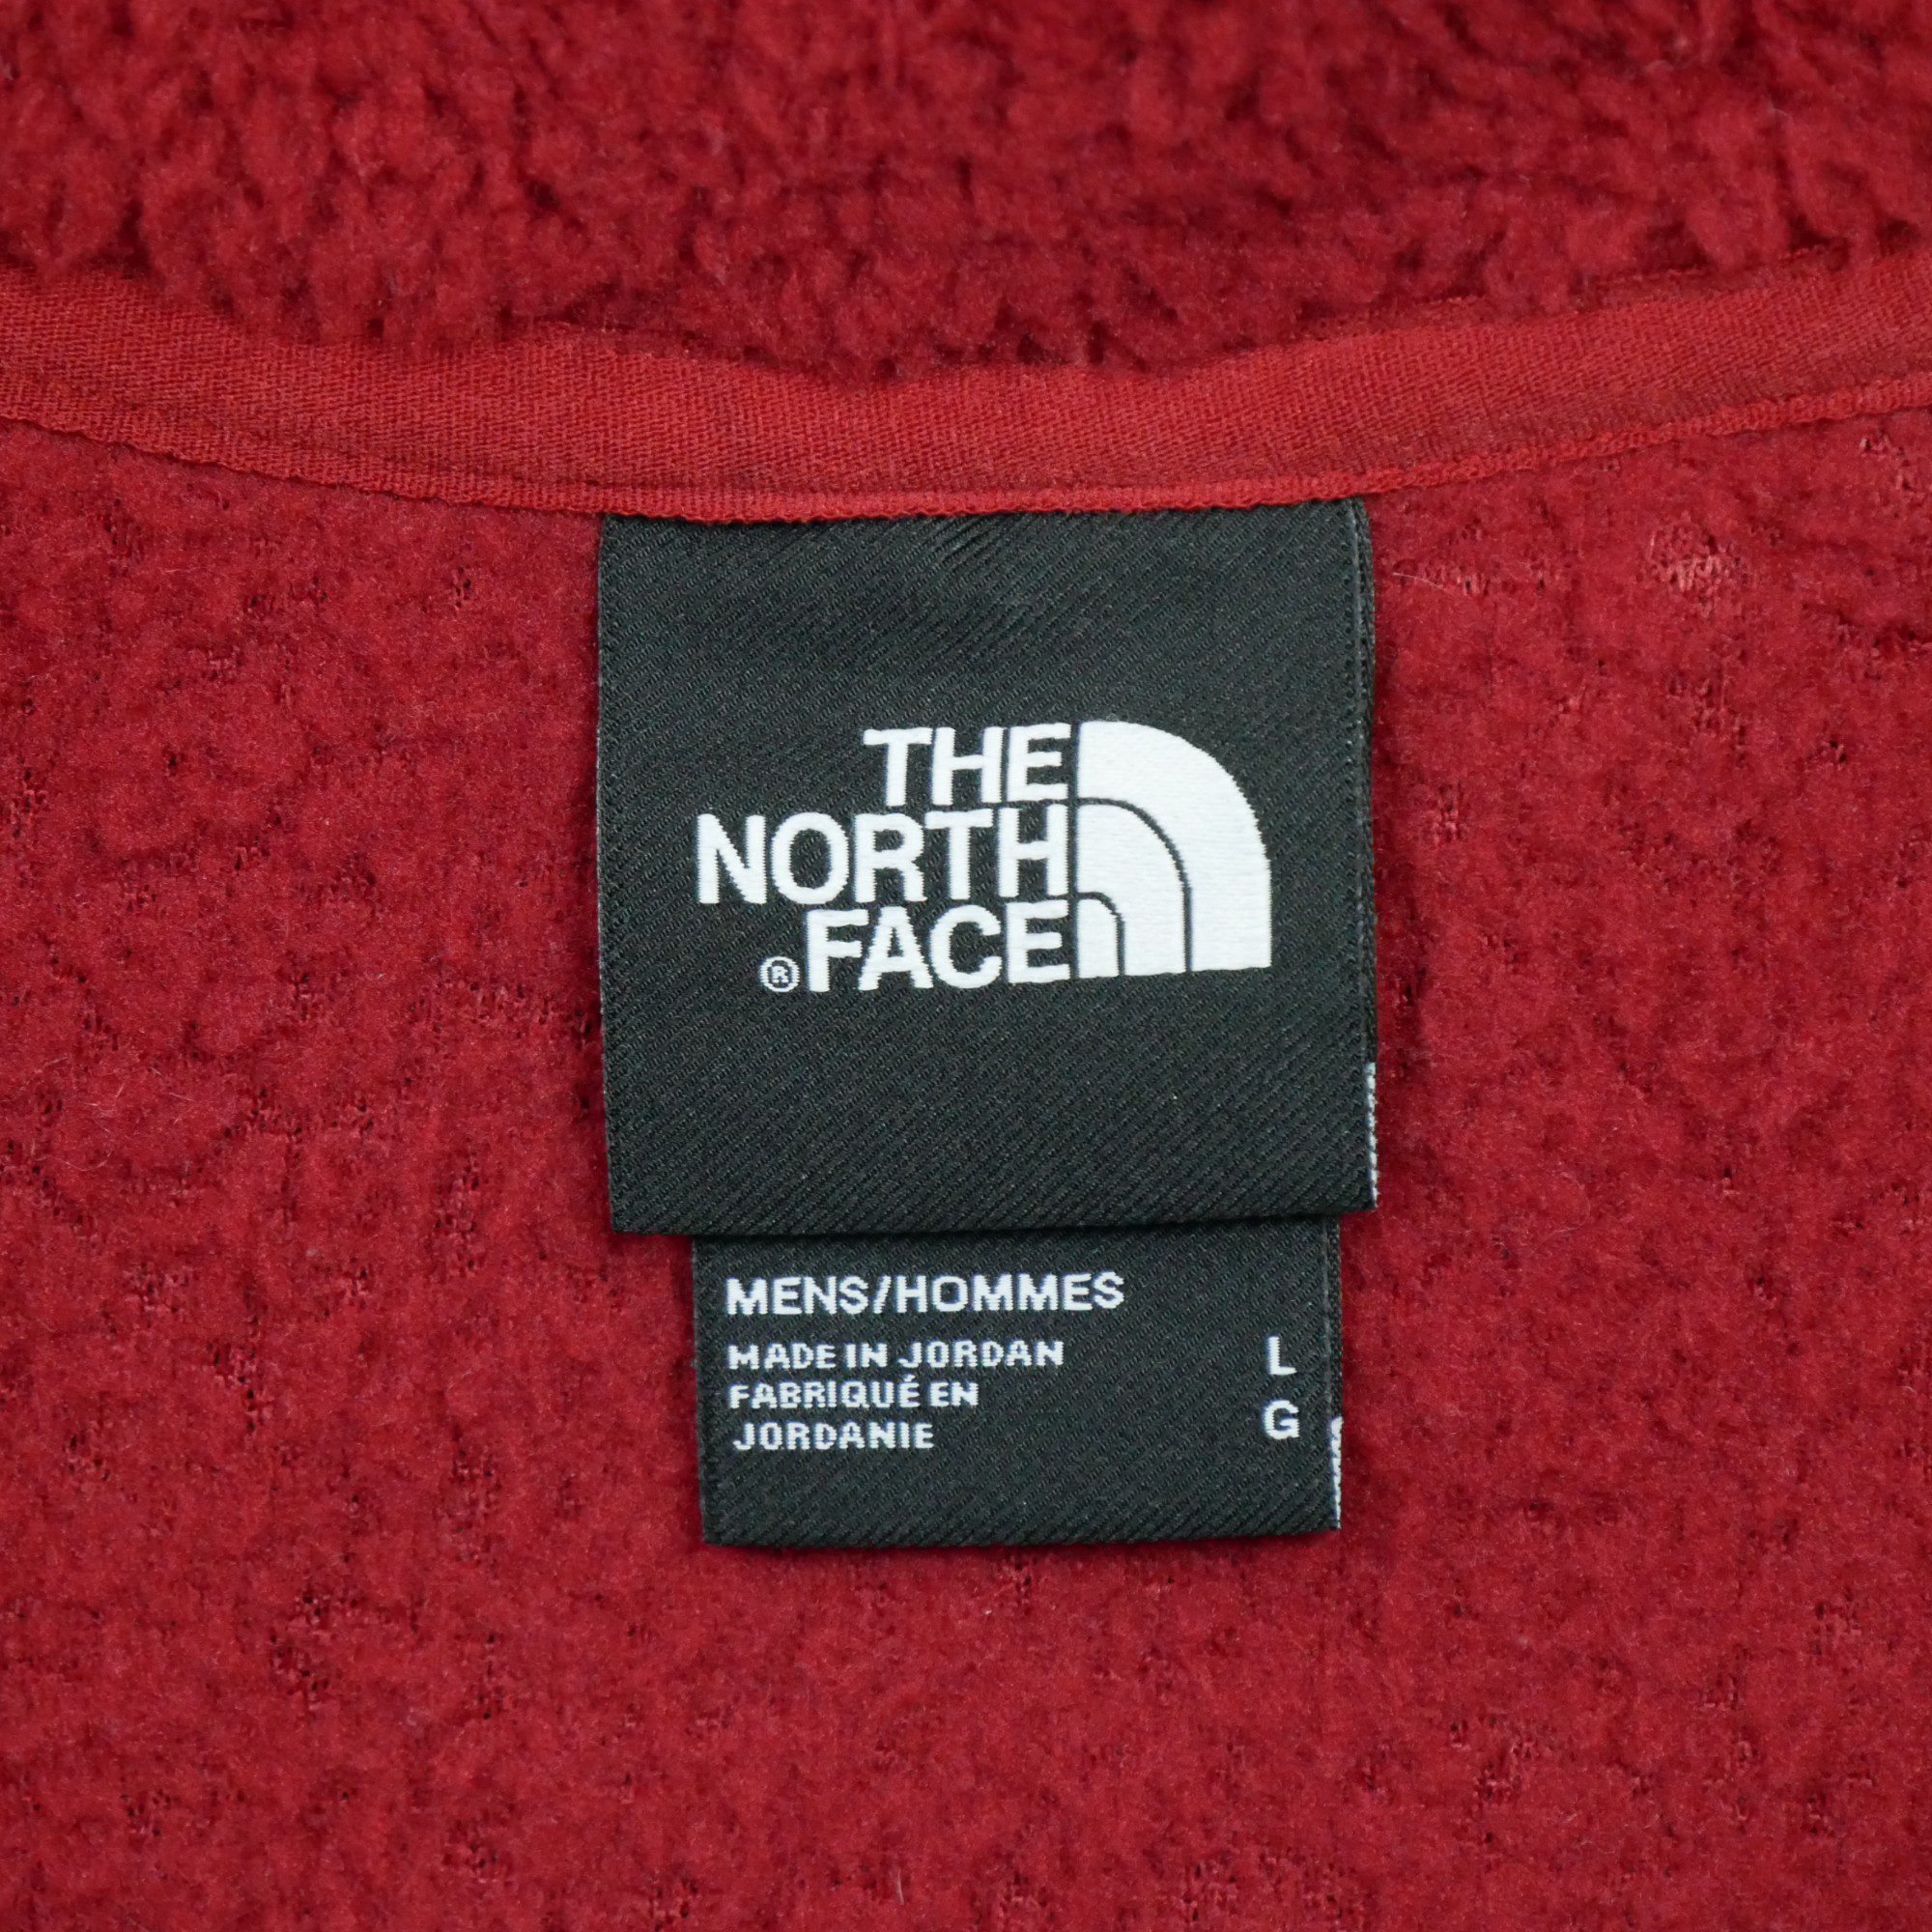 THE
NORTH
® FACE
MENS/HOMMES
MADE IN JORDAN L
FABRIQUÉ EN G
JORDANIE